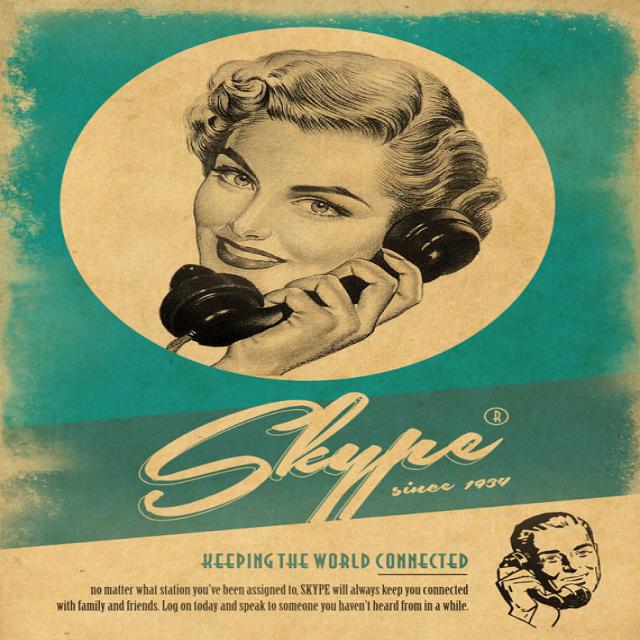 Skype ®
since 1934
KEEPING THE WORLD CONNECTED
no matter what station you've been assigned to, SKYPE will always keep you connected
with family and friends. Log on today and speak to someone you haven't heard from in a while.